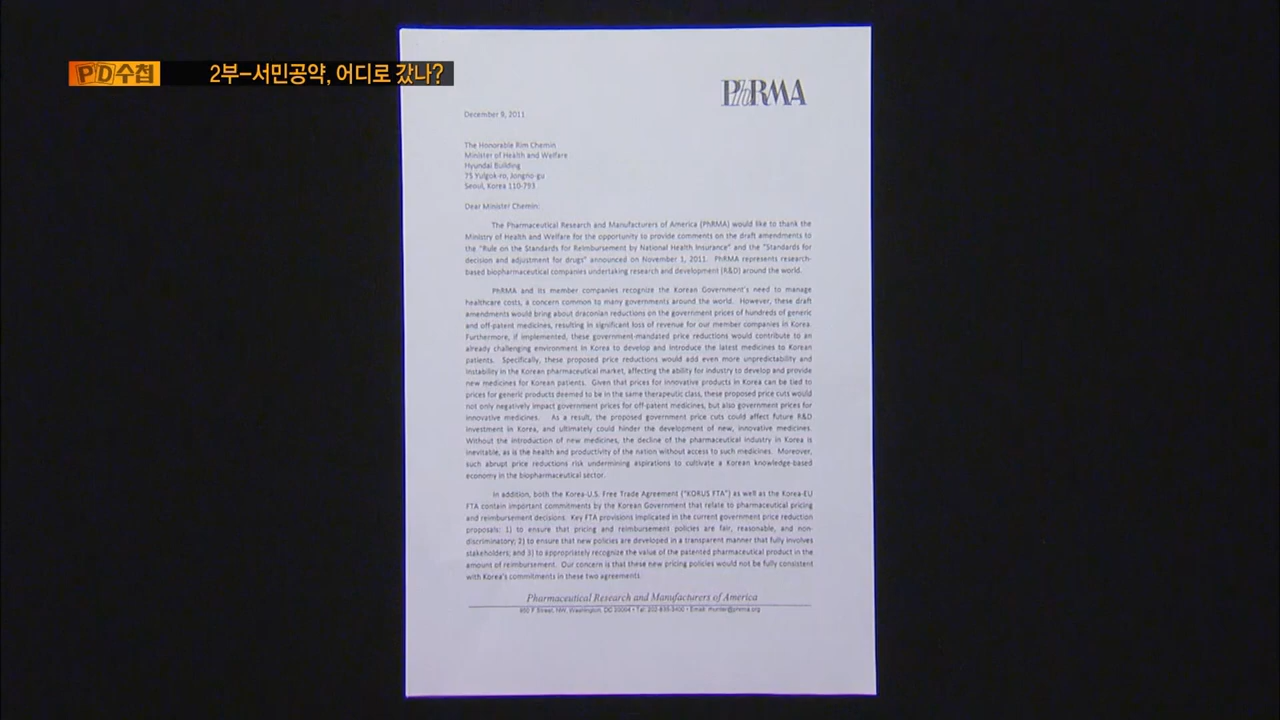 PD수첩
2부-서민공약, 어디로 갔나?
PhRMA
December 9, 2011
The Honorable Rim Chemin
Minister of Health and Welfare
Hyundai Building
75 Yulgok-ro, Jongno-gu
Seoul, Korea 110-793
Dear Minister Chemin:
The Pharmaceutical Research and Manufacturers of America (PhRMA) would like to thank the
Ministry of Health and Welfare for the opportunity to provide comments on the draft amendments to
the "Rule on the Standards for Reimbursement by National Health Insurance" and the "Standards for
decision and adjustment for drugs" announced on November 1, 2011. PhRMA represents research-
based biopharmaceutical companies undertaking research and development (R&D) around the world.
PhRMA and its member companies recognize the Korean Government's need to manage
healthcare costs, a concern common to many governments around the world. However, these draft
amendments would bring about draconian reductions on the government prices of hundreds of generic
and off-patent medicines, resulting in significant loss of revenue for our member companies in Korea.
Furthermore, if implemented, these government-mandated price reductions would contribute to an
already challenging environment in Korea to develop and introduce the latest medicines to Korean
patients. Specifically, these proposed price reductions would add even more unpredictability and
instability in the Korean pharmaceutical market, affecting the ability for industry to develop and provide
new medicines for Korean patients. Given that prices for innovative products in Korea can be tied to
prices for generic products deemed to be in the same therapeutic class, these proposed price cuts would
not only negatively impact government prices for off-patent medicines, but also government prices for
innovative medicines. As a result, the proposed government price cuts could affect future R&D
investment in Korea, and ultimately could hinder the development of new, innovative medicines.
Without the introduction of new medicines, the decline of the pharmaceutical industry in Korea is
inevitable, as is the health and productivity of the nation without access to such medicines. Moreover,
such abrupt price reductions risk undermining aspirations to cultivate a Korean knowledge-based
economy in the biopharmaceutical sector.
In addition, both the Korea-U.S. Free Trade Agreement ("KORUS FTA") as well as the Korea-EU
FTA contain important commitments by the Korean Government that relate to pharmaceutical pricing
and reimbursement decisions. Key FTA provisions implicated in the current government price reduction
proposals: 1) to ensure that pricing and reimbursement policies are fair, reasonable, and non-
discriminatory; 2) to ensure that new policies are developed in a transparent manner that fully involves
stakeholders; and 3) to appropriately recognize the value of the patented pharmaceutical product in the
amount of reimbursement. Our concern is that these new pricing policies would not be fully consistent
with Korea's commitments in these two agreements.
Pharmaceutical Research and Manufacturers of America
950 F Street, NW, Washington, DC 20004 • Tel: 202-835-3400 • Email: